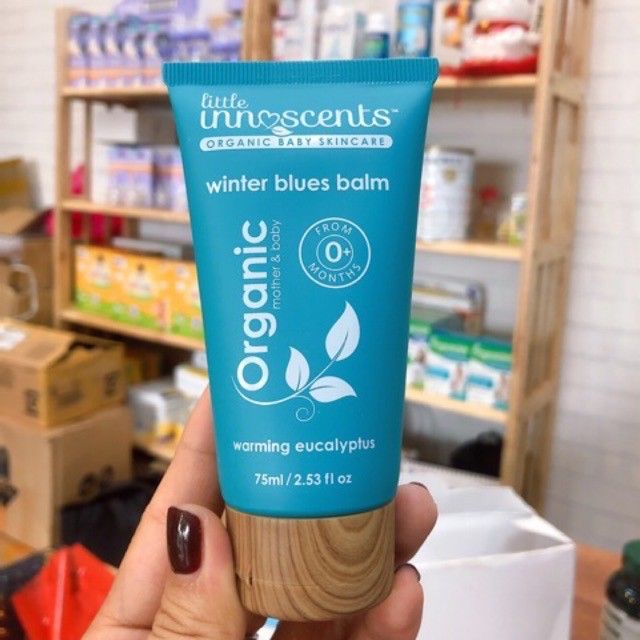 little
innoscents™
ORGANIC BABY SKINCARE
winter blues balm
Organic
mother & baby
FROM
0+
MONTHS
warming eucalyptus
75ml / 2.53 fl oz